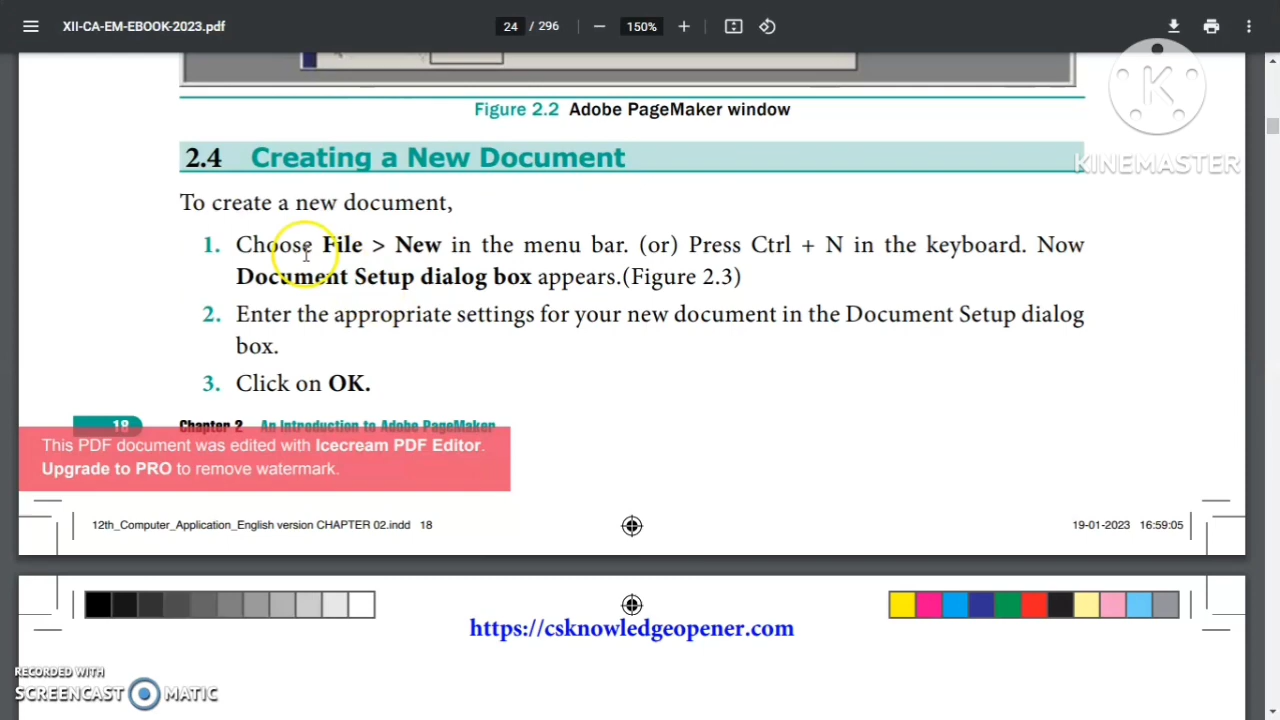 XII-CA-EM-EBOOK-2023.pdf
24 / 296
150%
Figure 2.2 Adobe PageMaker window
K
KINEMASTER
2.4 Creating a New Document
To create a new document,
1. Choose File > New in the menu bar. (or) Press Ctrl + N in the keyboard. Now
Document Setup dialog box appears.(Figure 2.3)
2. Enter the appropriate settings for your new document in the Document Setup dialog
box.
3. Click on OK.
18 Chapter 2 An Introduction to Adobe PageMaker
This PDF document was edited with Icecream PDF Editor.
Upgrade to PRO to remove watermark.
12th_Computer_Application_English version CHAPTER 02.indd 18
19-01-2023 16:59:05
https://csknowledgeopener.com
RECORDED WITH
SCREENCAST MATIC